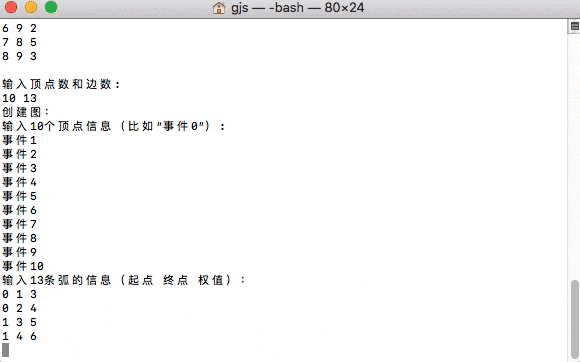 gjs — -bash — 80×24
6 9 2
7 8 5
8 9 3
输入顶点数和边数：
10 13
创建图：
输入10个顶点信息（比如“事件0”）：
事件1
事件2
事件3
事件4
事件5
事件6
事件7
事件8
事件9
事件10
输入13条弧的信息（起点 终点 权值）：
0 1 3
0 2 4
1 3 5
1 4 6